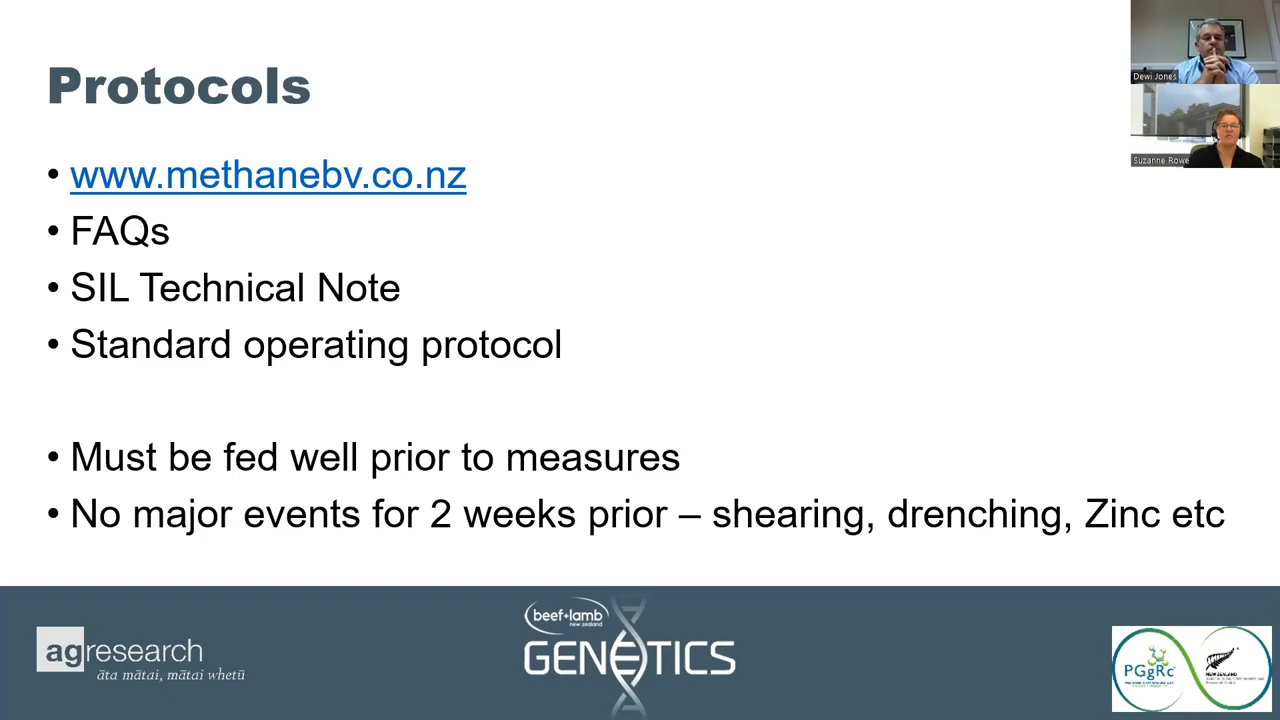 Protocols
• www.methanebv.co.nz
• FAQs
• SIL Technical Note
• Standard operating protocol
• Must be fed well prior to measures
• No major events for 2 weeks prior – shearing, drenching, Zinc etc
Dewi Jones
Suzanne Rowe
agresearch
āta mātai, mātai whetū
beef+lamb
new zealand
GENETICS
PGgRc
NEW ZEALAND